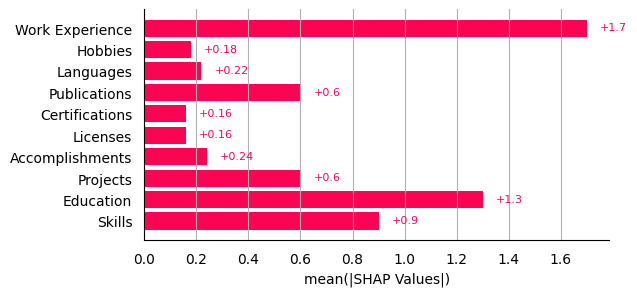 Work Experience +1.7
Hobbies +0.18
Languages +0.22
Publications +0.6
Certifications +0.16
Licenses +0.16
Accomplishments +0.24
Projects +0.6
Education +1.3
Skills +0.9
0.0 0.2 0.4 0.6 0.8 1.0 1.2 1.4 1.6
mean(|SHAP Values|)